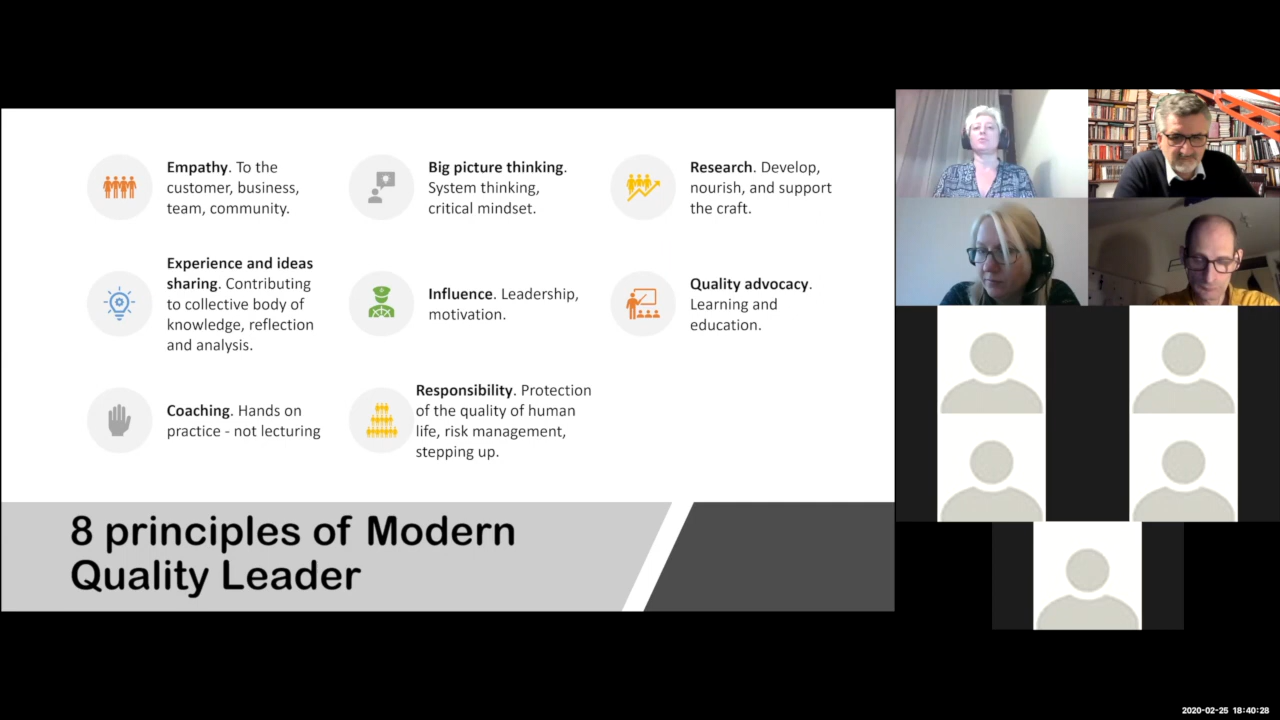 Empathy. To the
customer, business,
team, community.
Big picture thinking.
System thinking,
critical mindset.
Research. Develop,
nourish, and support
the craft.
Experience and ideas
sharing. Contributing
to collective body of
knowledge, reflection
and analysis.
Influence. Leadership,
motivation.
Quality advocacy.
Learning and
education.
Coaching. Hands on
practice - not lecturing
Responsibility. Protection
of the quality of human
life, risk management,
stepping up.
8 principles of Modern
Quality Leader
2020-02-25 18:40:28